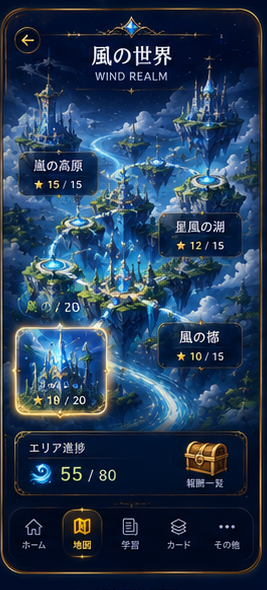 風の世界
WIND REALM
嵐の高原
★ 15 / 15
星風の湖
★ 12 / 15
/ 20
風の
★ 10 / 15
★ 18 / 20
エリア進捗
55 / 80
報酬一覧
ホーム
地図
学習
カード
その他